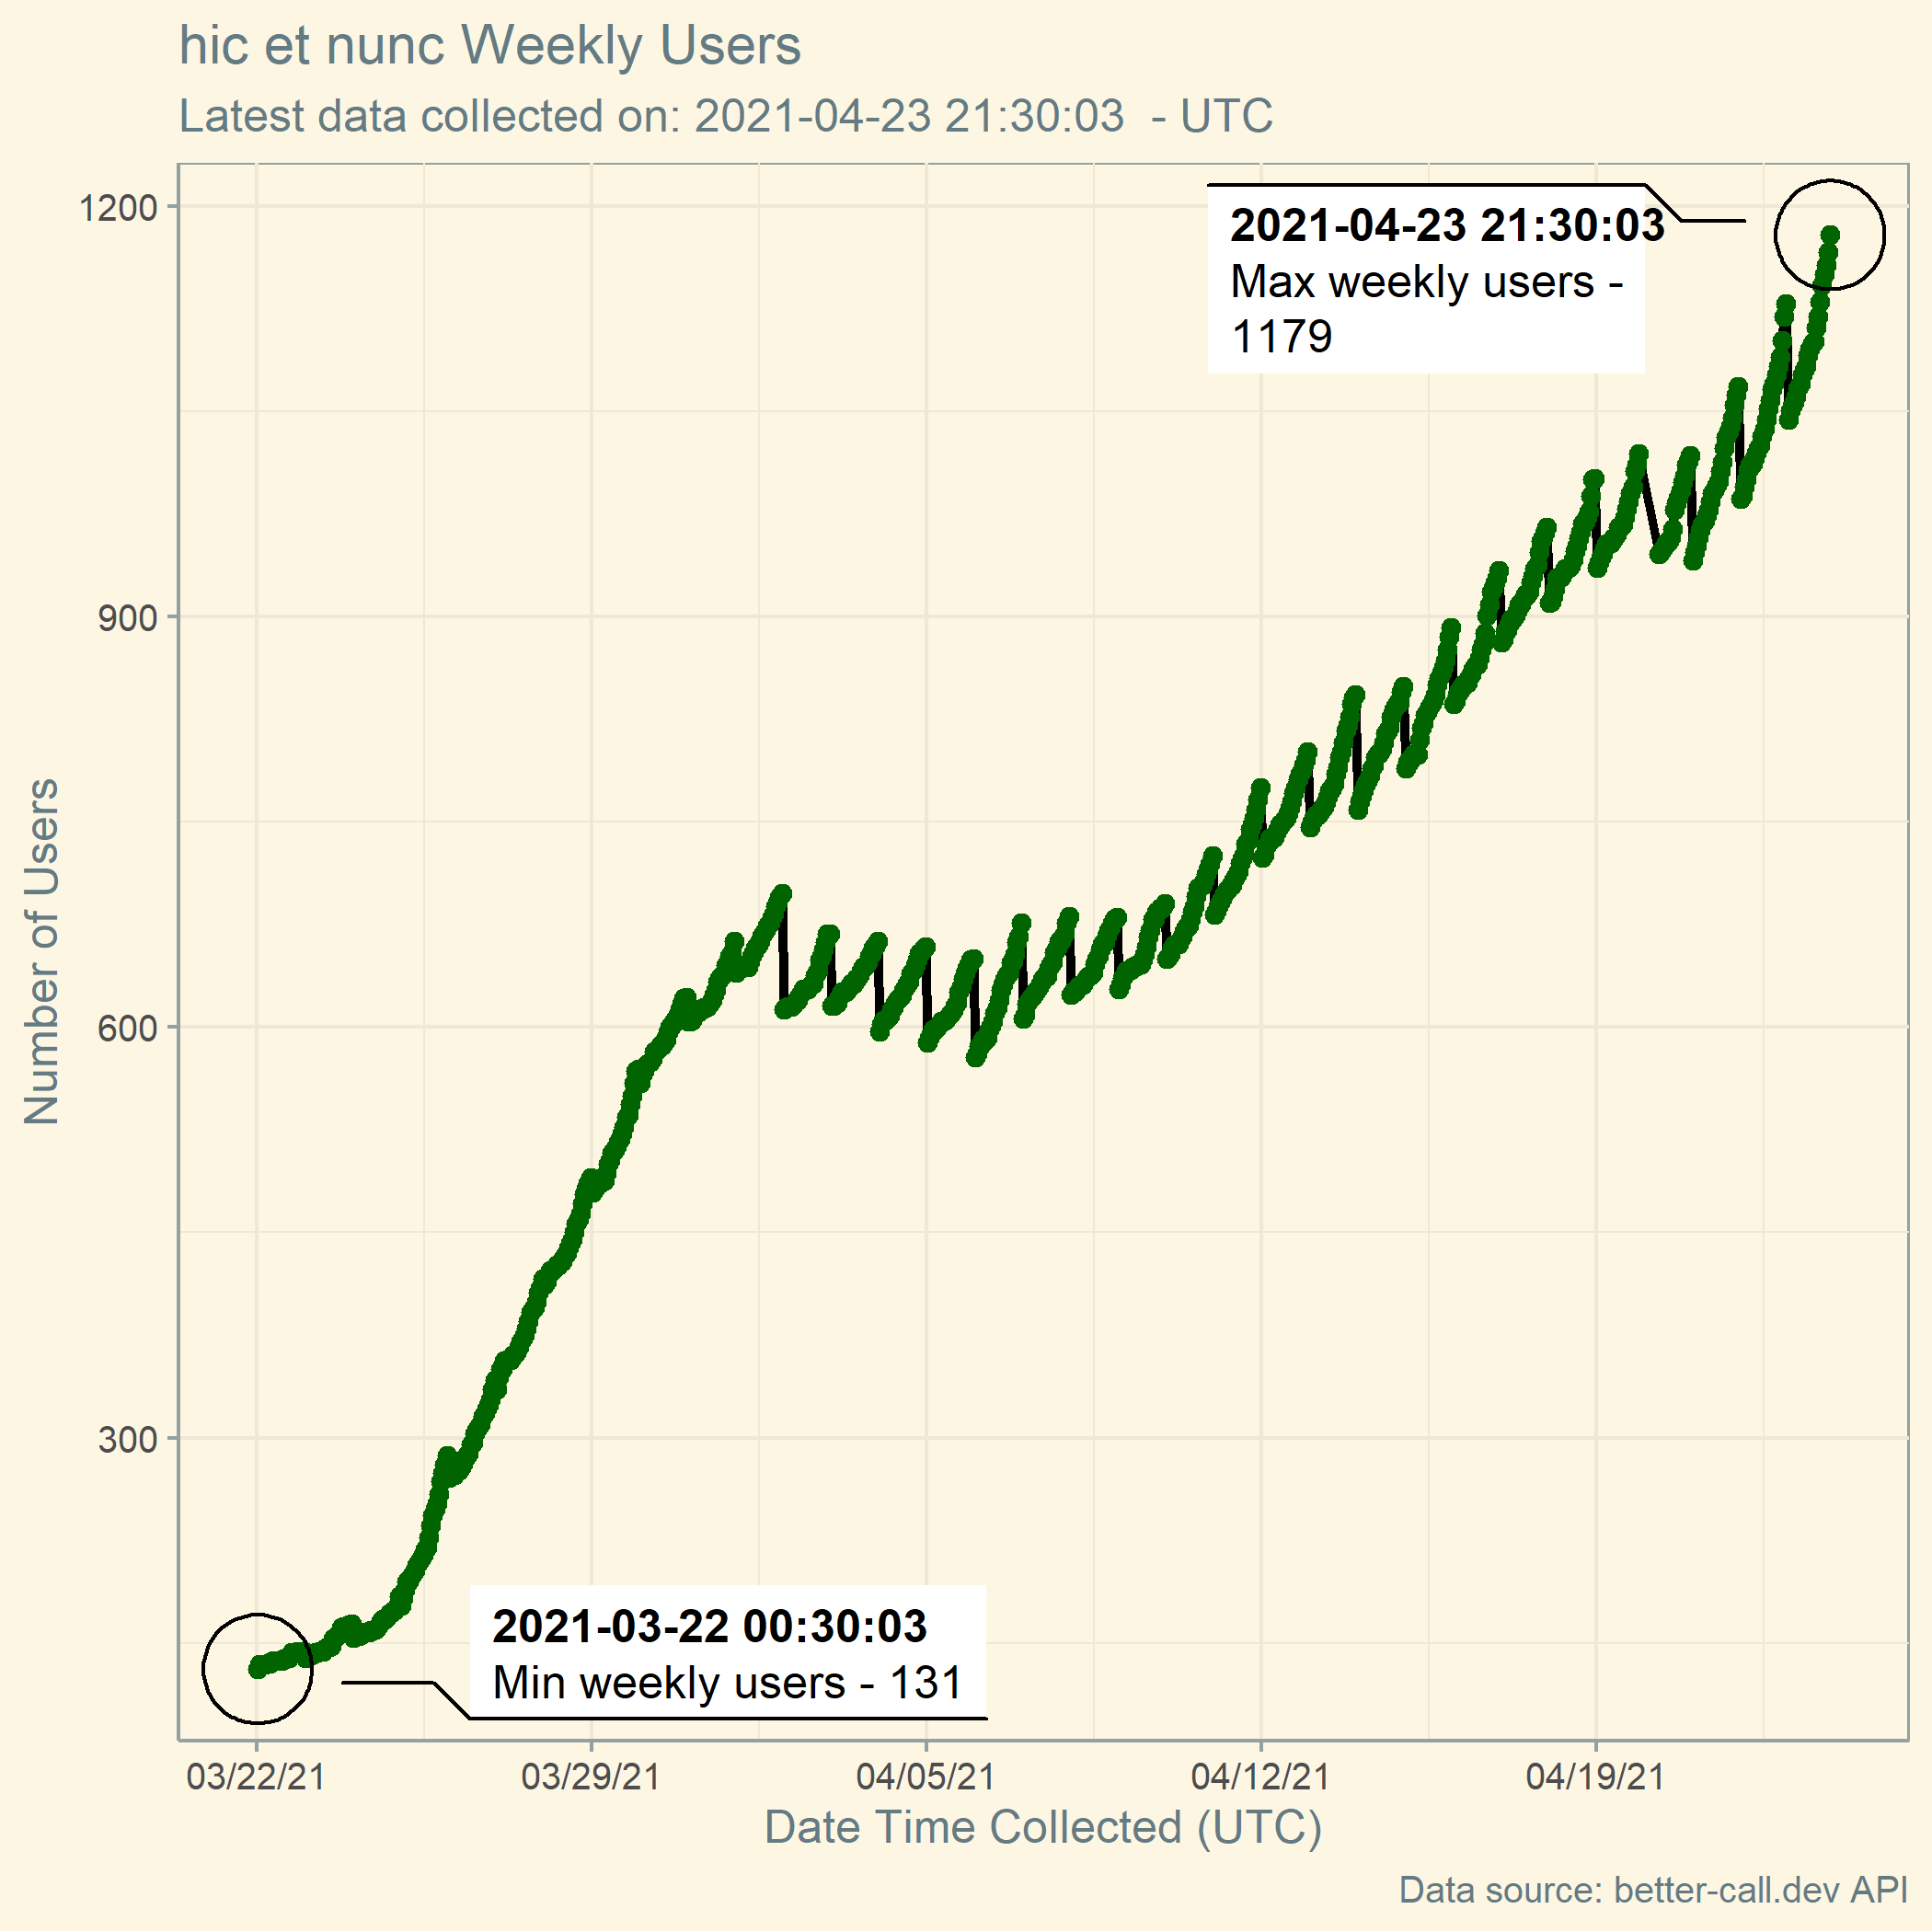 hic et nunc Weekly Users
Latest data collected on: 2021-04-23 21:30:03  - UTC
1200
900
600
300
Number of Users
2021-04-23 21:30:03
Max weekly users -
1179
2021-03-22 00:30:03
Min weekly users - 131
03/22/21
03/29/21
04/05/21
04/12/21
04/19/21
Date Time Collected (UTC)
Data source: better-call.dev API